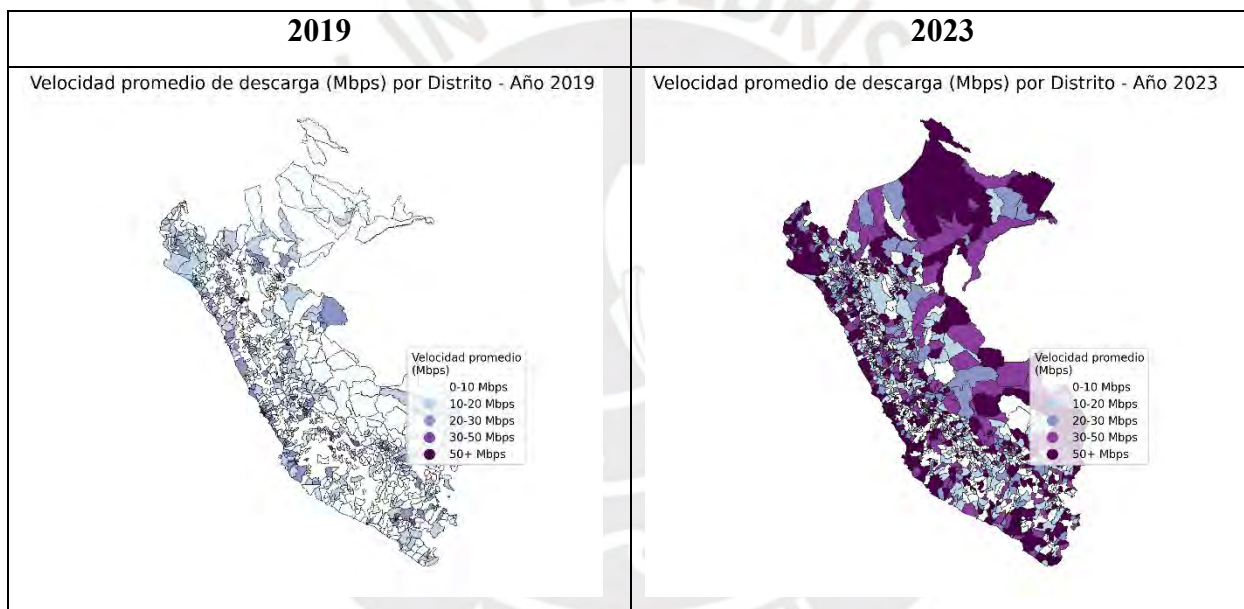 IN TENEBRIS
2019
2023
Velocidad promedio de descarga (Mbps) por Distrito - Año 2019
Velocidad promedio de descarga (Mbps) por Distrito - Año 2023
Velocidad promedio
(Mbps)
0-10 Mbps
10-20 Mbps
20-30 Mbps
30-50 Mbps
50+ Mbps
Velocidad promedio
(Mbps)
0-10 Mbps
10-20 Mbps
20-30 Mbps
30-50 Mbps
50+ Mbps